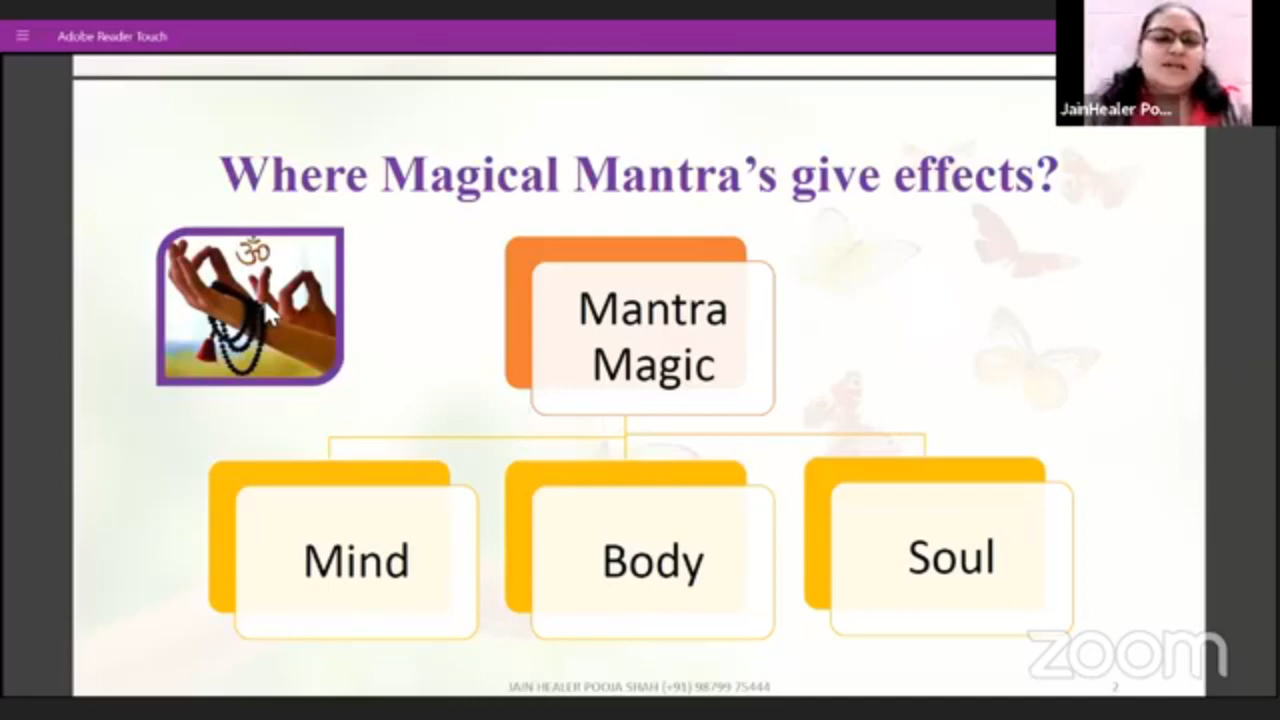 Adobe Reader Touch
JainHealer Po...
Where Magical Mantra’s give effects?
ॐ
Mantra
Magic
Mind
Body
Soul
zoom
JAIN HEALER POOJA SHAH (+91) 98799 75444
2